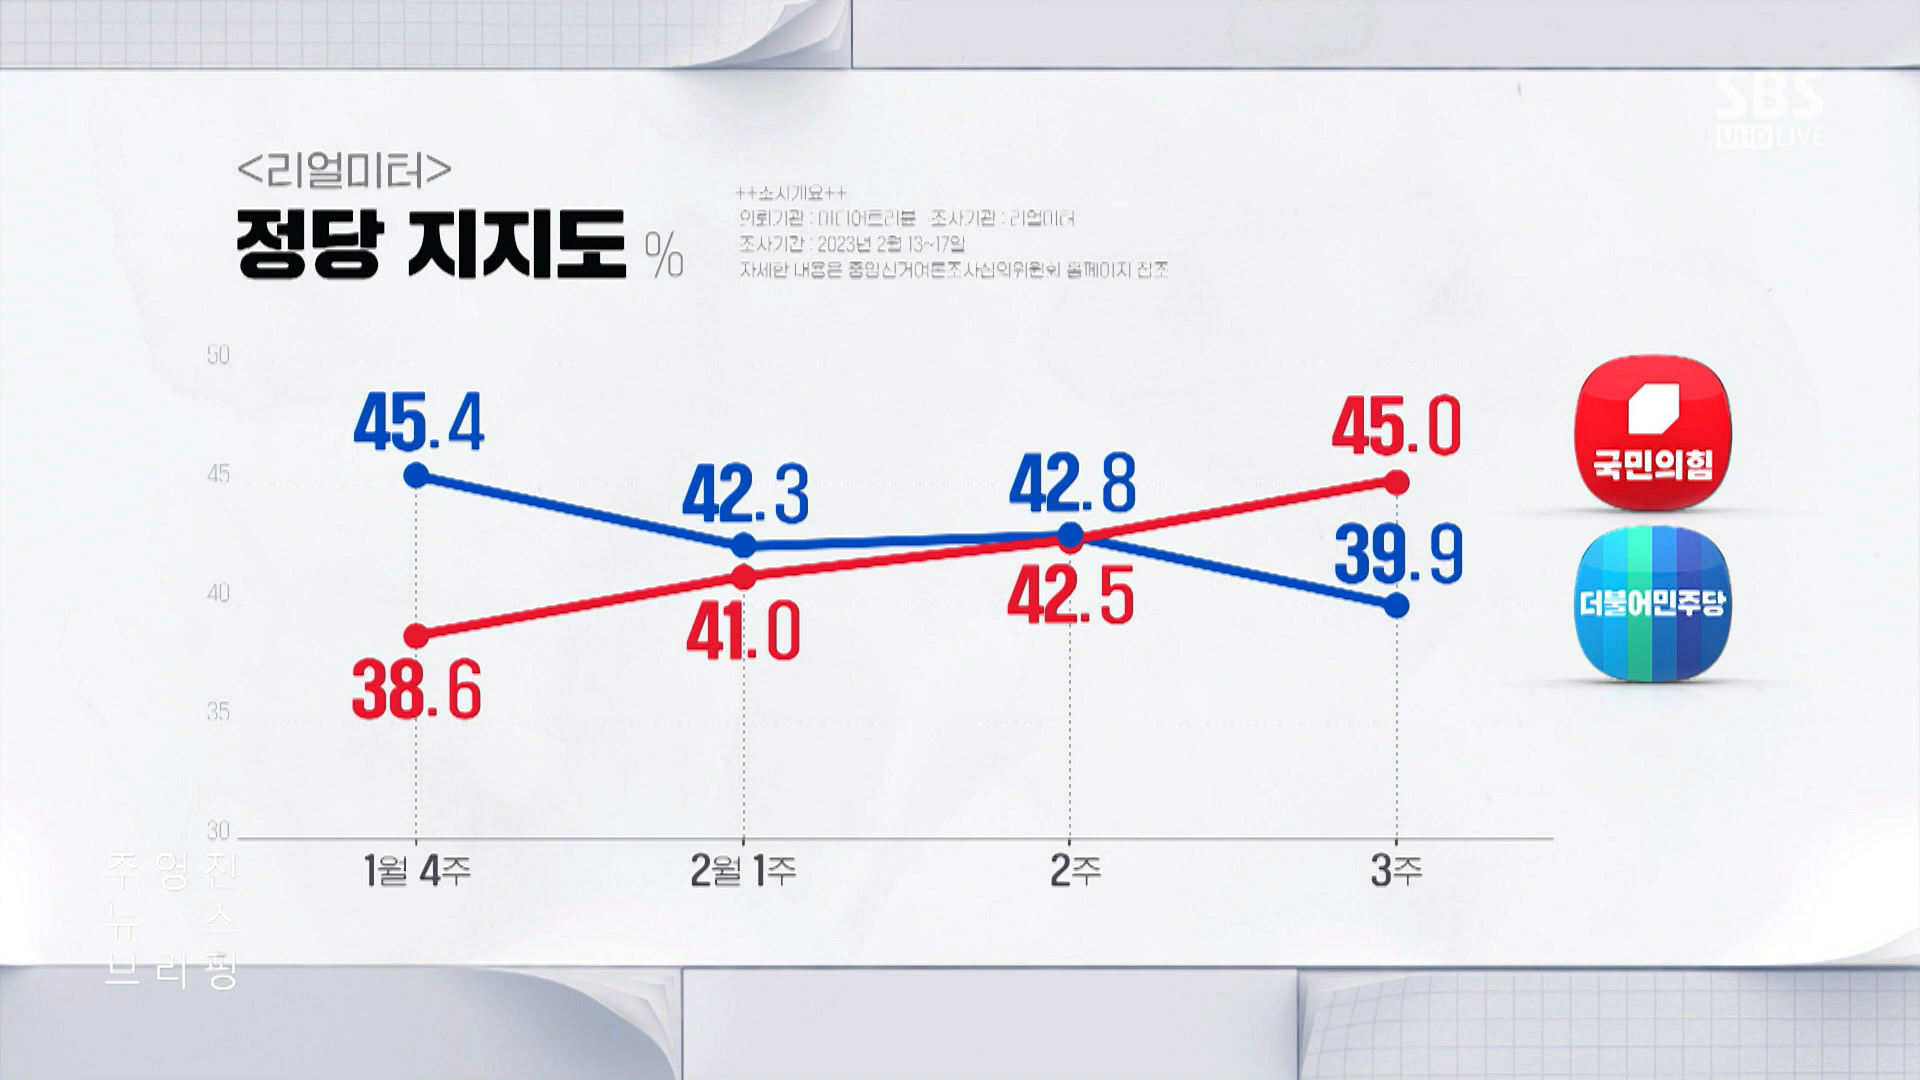 SBS
UHD LIVE
<리얼미터>
정당 지지도 %
의뢰기관 : 미디어트리뷴 조사기관 : 리얼미터
조사기간 : 2023년 2월 13~17일
자세한 내용은 중앙선거여론조사심의위원회 홈페이지 참조
50
45
40
35
30
45.4
42.3
42.8
45.0
38.6
41.0
42.5
39.9
국민의힘
더불어민주당
1월 4주
2월 1주
2주
3주
주영진
뉴스
브리핑